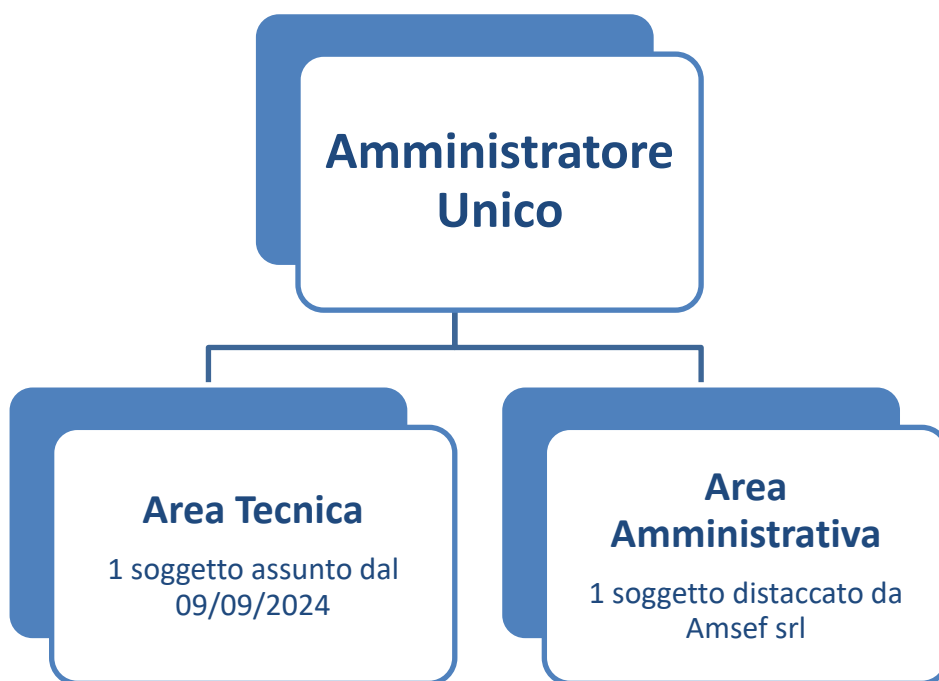 Amministratore
Unico
Area Tecnica
1 soggetto assunto dal
09/09/2024
Area
Amministrativa
1 soggetto distaccato da
Amsef srl